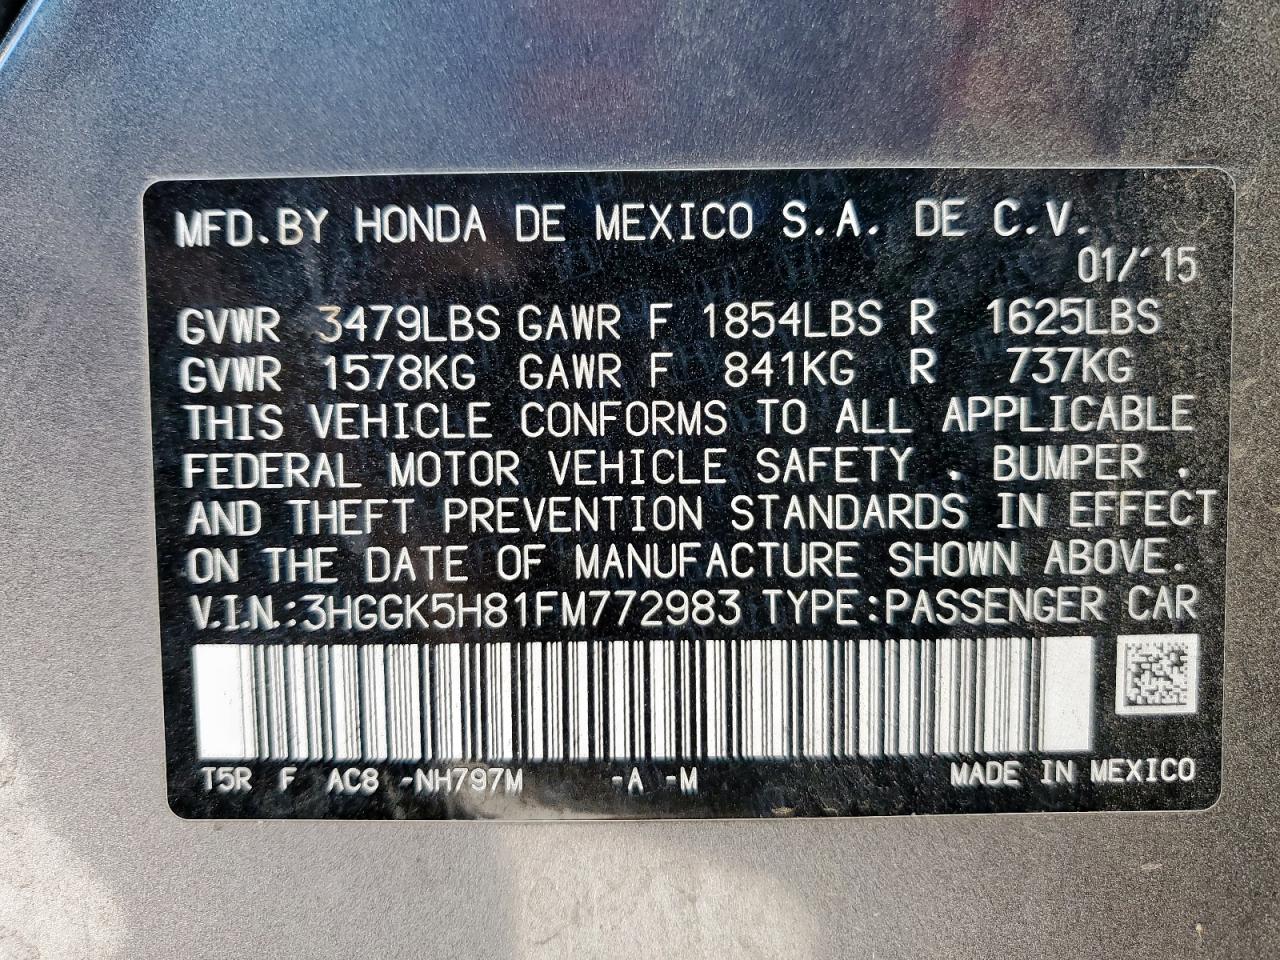 MFD.BY HONDA DE MEXICO S.A. DE C.V.
01/15
GVWR 3479LBS GAWR F 1854LBS R 1625LBS
GVWR 1578KG GAWR F 841KG R 737KG
THIS VEHICLE CONFORMS TO ALL APPLICABLE
FEDERAL MOTOR VEHICLE SAFETY , BUMPER ,
AND THEFT PREVENTION STANDARDS IN EFFECT
ON THE DATE OF MANUFACTURE SHOWN ABOVE.
V.I.N.:3HGGK5H81FM772983 TYPE:PASSENGER CAR
T5R F AC8 -NH797M -A -M MADE IN MEXICO